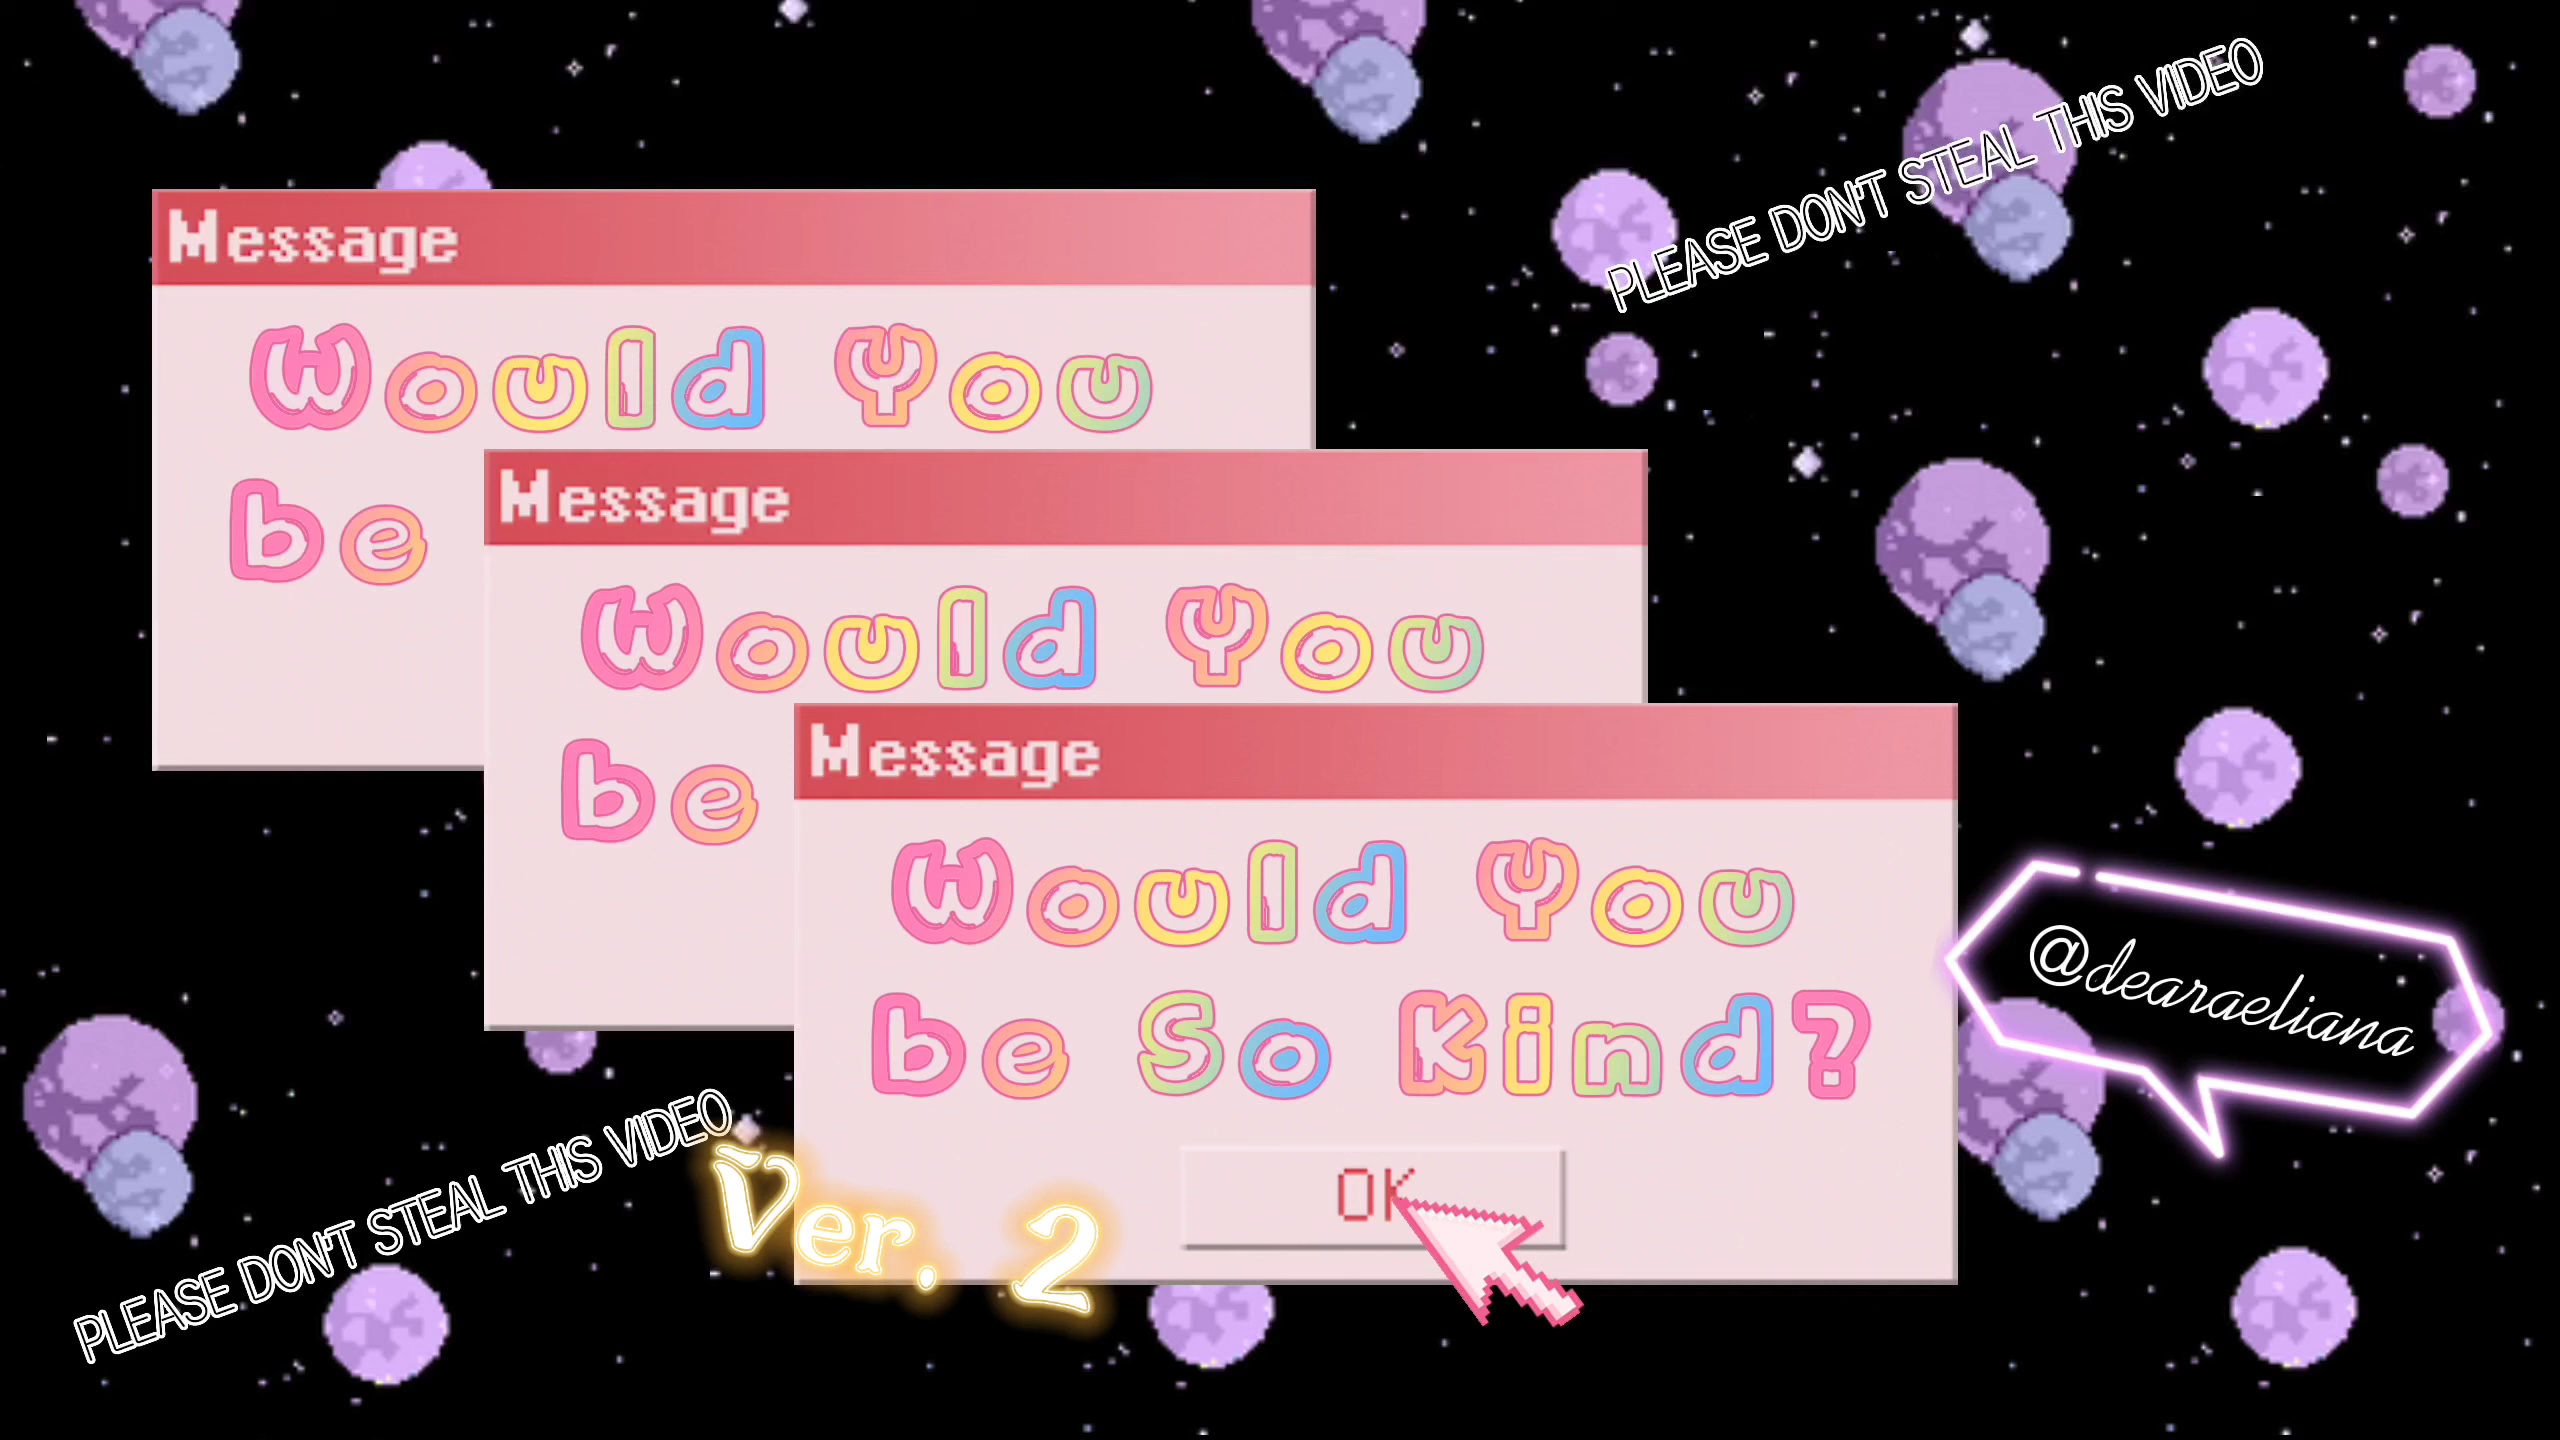 PLEASE DON'T STEAL THIS VIDEO
Message
Would You
be
Message
Would You
be
Message
Would You
be So Kind?
OK
@dearaeliana
PLEASE DON'T STEAL THIS VIDEO
Ver. 2